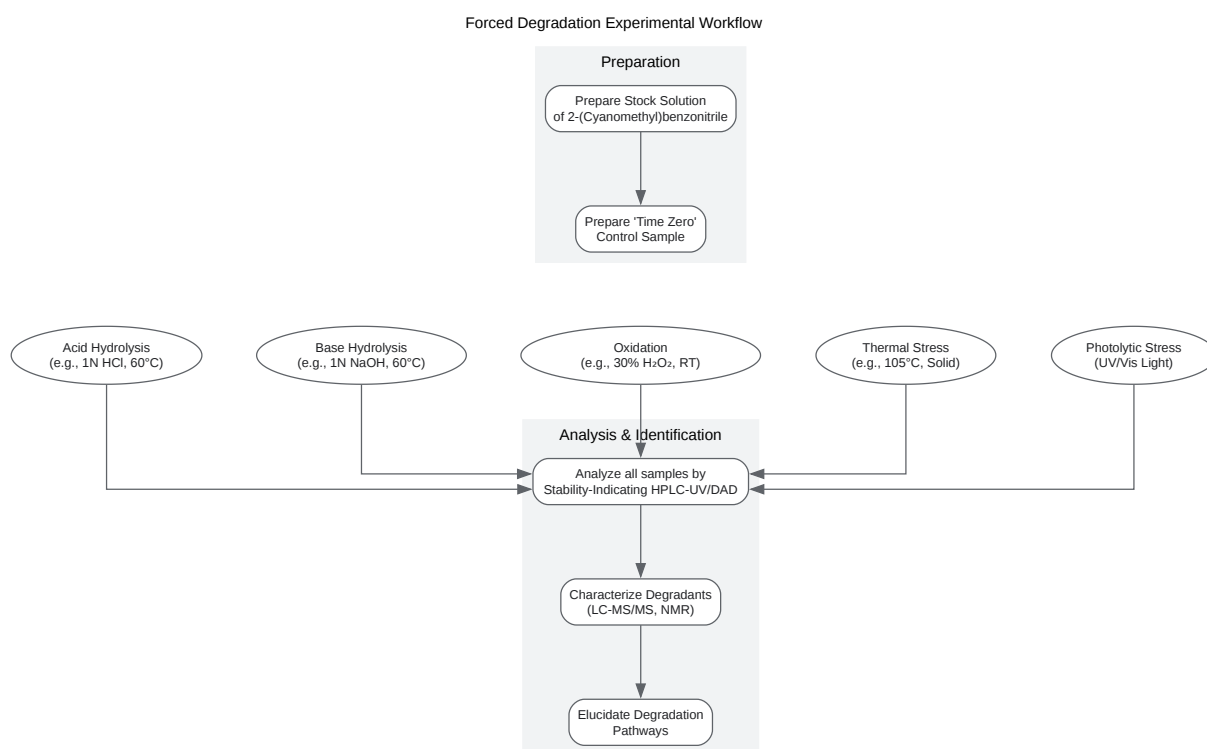 Forced Degradation Experimental Workflow
Preparation
Prepare Stock Solution
of 2-(Cyanomethyl)benzonitrile
Prepare 'Time Zero'
Control Sample
Acid Hydrolysis
(e.g., 1N HCl, 60°C)
Base Hydrolysis
(e.g., 1N NaOH, 60°C)
Oxidation
(e.g., 30% H₂O₂, RT)
Thermal Stress
(e.g., 105°C, Solid)
Photolytic Stress
(UV/Vis Light)
Analysis & Identification
Analyze all samples by
Stability-Indicating HPLC-UV/DAD
Characterize Degradants
(LC-MS/MS, NMR)
Elucidate Degradation
Pathways